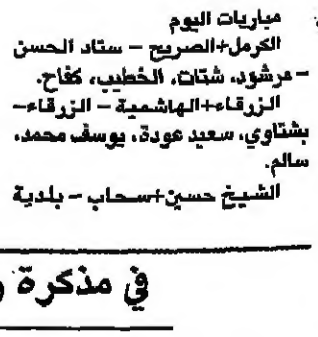 مباريات اليوم
الكرمل+الصريح – ستاد الحسن
– مرشود، شتات، الخطيب، كفاح.
الزرقاء+الهاشمية – الزرقاء–
بشتاوي، سعيد عودة، يوسف محمد،
سالم.
الشيخ حسين+سحاب – بلدية
في مذكرة و